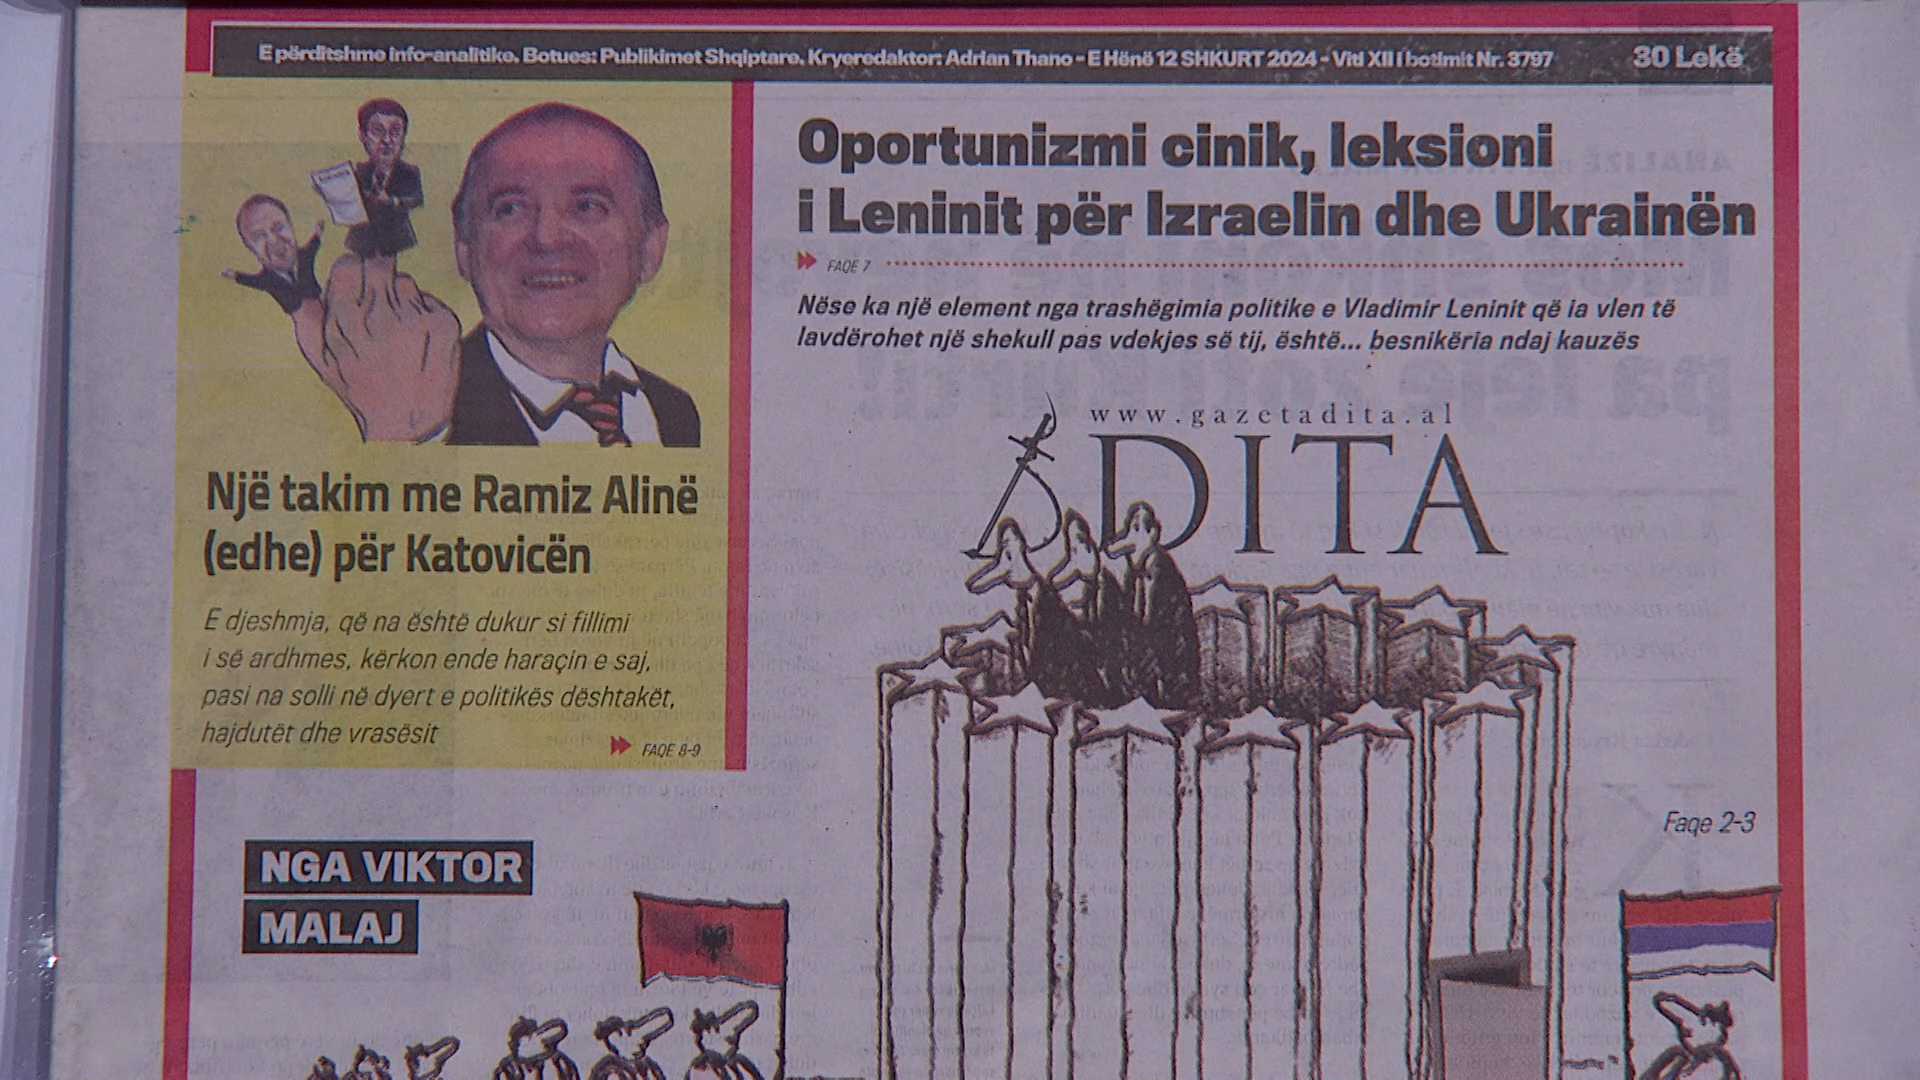 E përditshme info-analitike. Botues: Publikimet Shqiptare. Kryeredaktor: Adrian Thano - E Hënë 12 SHKURT 2024 - Viti XII i botimit Nr. 3797 30 Lekë
Oportunizmi cinik, leksioni
i Leninit për Izraelin dhe Ukrainën
FAQE 7
Nëse ka një element nga trashëgimia politike e Vladimir Leninit që ia vlen të
lavdërohet një shekull pas vdekjes së tij, është... besnikëria ndaj kauzës
www.gazetadita.al
DITA
Një takim me Ramiz Alinë
(edhe) për Katovicën
E djeshmja, që na është dukur si fillimi
i së ardhmes, kërkon ende haraçin e saj,
pasi na solli në dyert e politikës dështakët,
hajdutët dhe vrasësit
FAQE 8-9
Faqe 2-3
NGA VIKTOR
MALAJ